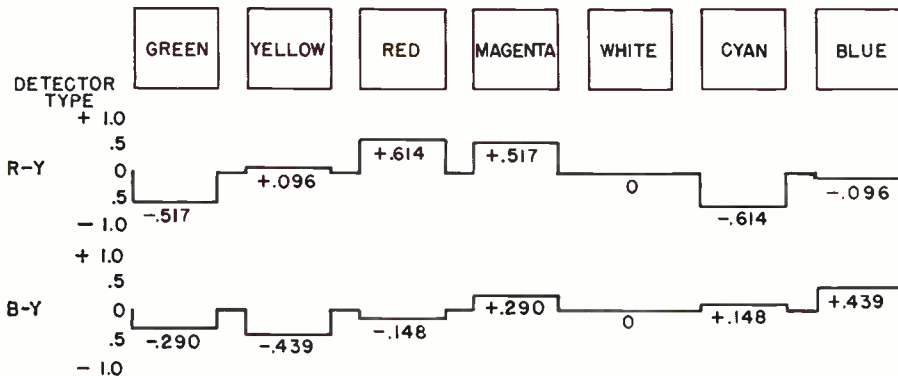 GREEN YELLOW RED MAGENTA WHITE CYAN BLUE
DETECTOR
TYPE
+ 1.0
.5
R-Y 0
.5
- 1.0
-.517 +.096 +.614 +.517 0 -.614 -.096
+ 1.0
.5
B-Y 0
.5
- 1.0
-.290 -.439 -.148 +.290 0 +.148 +.439